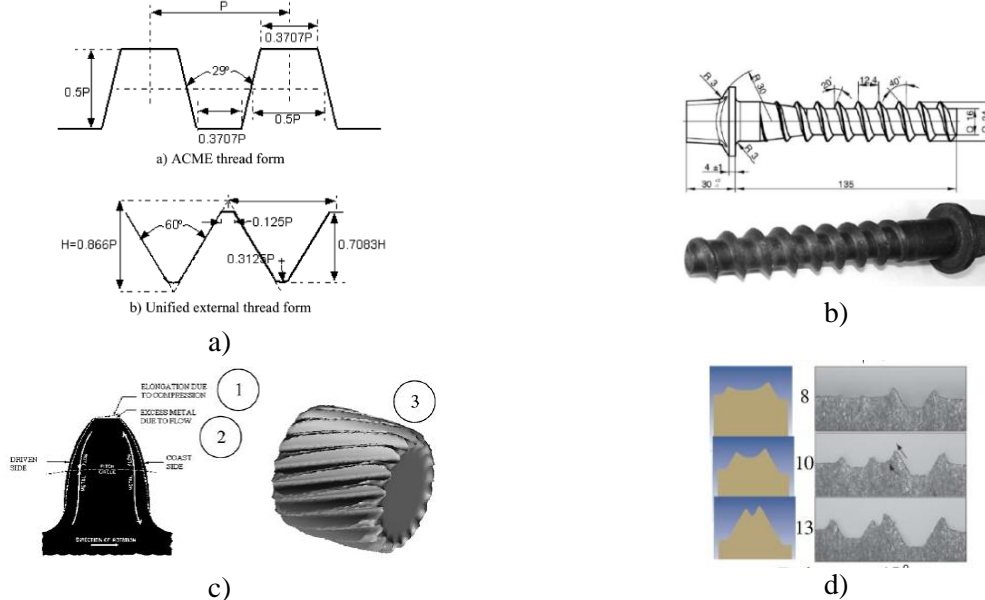 P
0.3707P
29º
0.5P
0.3707P
0.5P
a) ACME thread form
60º
0.125P
H=0.866P
0.7083H
0.3125P
b) Unified external thread form
a)
R 3
R 30
20°
12,4
40°
R 3
4 ±1
30
135
b)
ELONGATION DUE
TO COMPRESSION
1
EXCESS METAL
DUE TO FLOW
2
3
DRIVEN
SIDE
PITCH
CIRCLE
COAST
SIDE
DIRECTION OF ROTATION
c)
8
10
13
d)